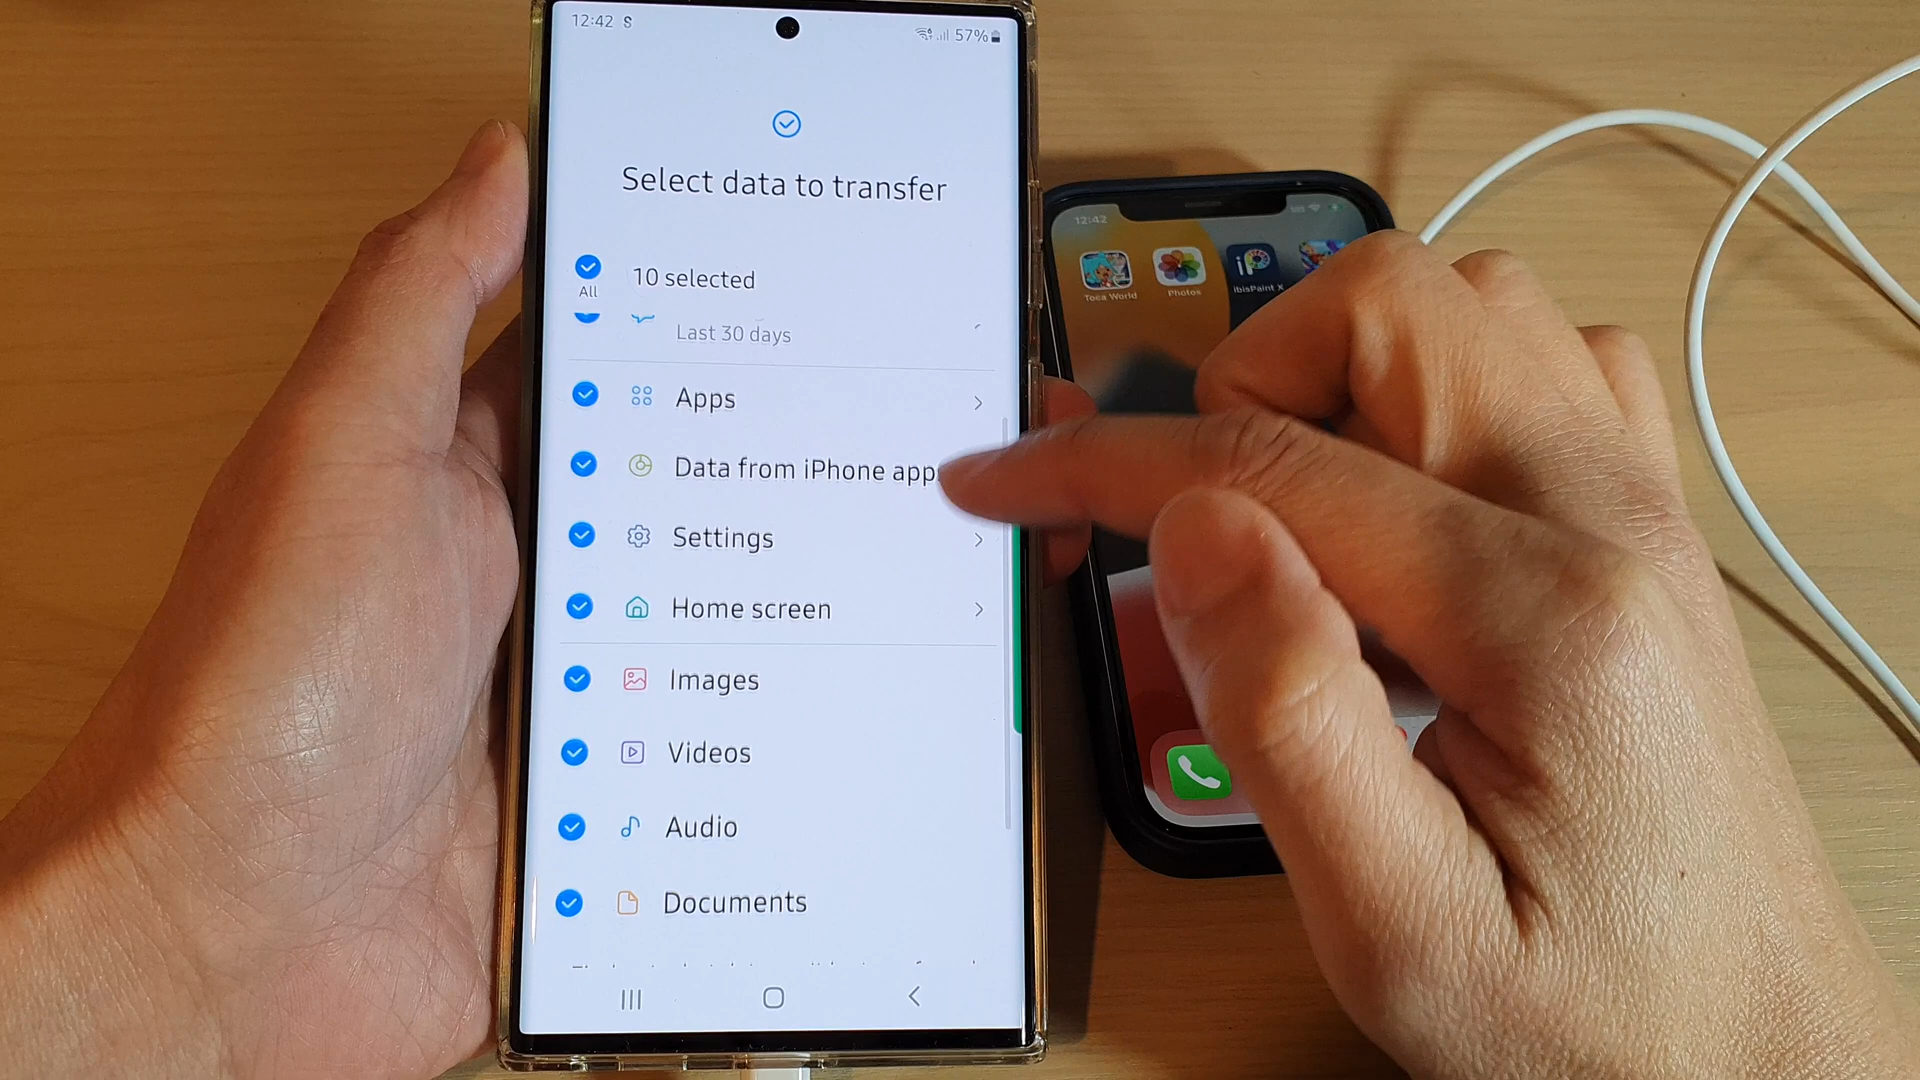 12:42 S
57%
Select data to transfer
All
10 selected
Last 30 days
Apps
Data from iPhone app
Settings
Home screen
Images
Videos
Audio
Documents
12:42
Toca World
Photos
ibisPaint X
iP